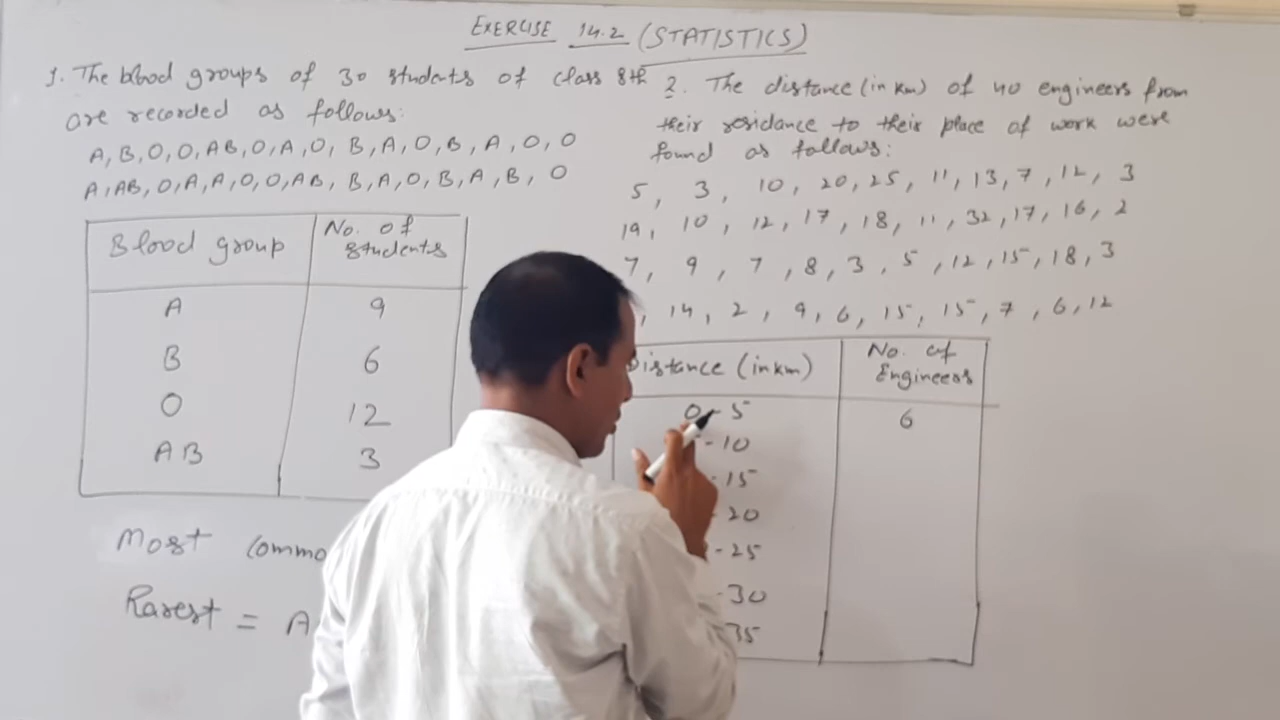 EXERCISE 14.2 (STATISTICS)
1. The blood groups of 30 students of class 8th
are recorded as follows:
A, B, O, O, AB, O, A, O, B, A, O, B, A, O, O
A, AB, O, A, A, O, O, AB, B, A, O, B, A, B, O
Blood group No. of students
A 9
B 6
O 12
AB 3
Most Commo
Rarest = A
2. The distance (in km) of 40 engineers from
their residance to their place of work were
found as follows:
5, 3, 10, 20, 25, 11, 13, 7, 12, 3
19, 10, 12, 17, 18, 11, 32, 17, 16, 2
7, 9, 7, 8, 3, 5, 12, 15, 18, 3
, 14, 2, 9, 6, 15, 15, 7, 6, 12
Distance (in km) No. of Engineers
0 - 5 6
- 10
- 15
- 20
- 25
- 30
- 35